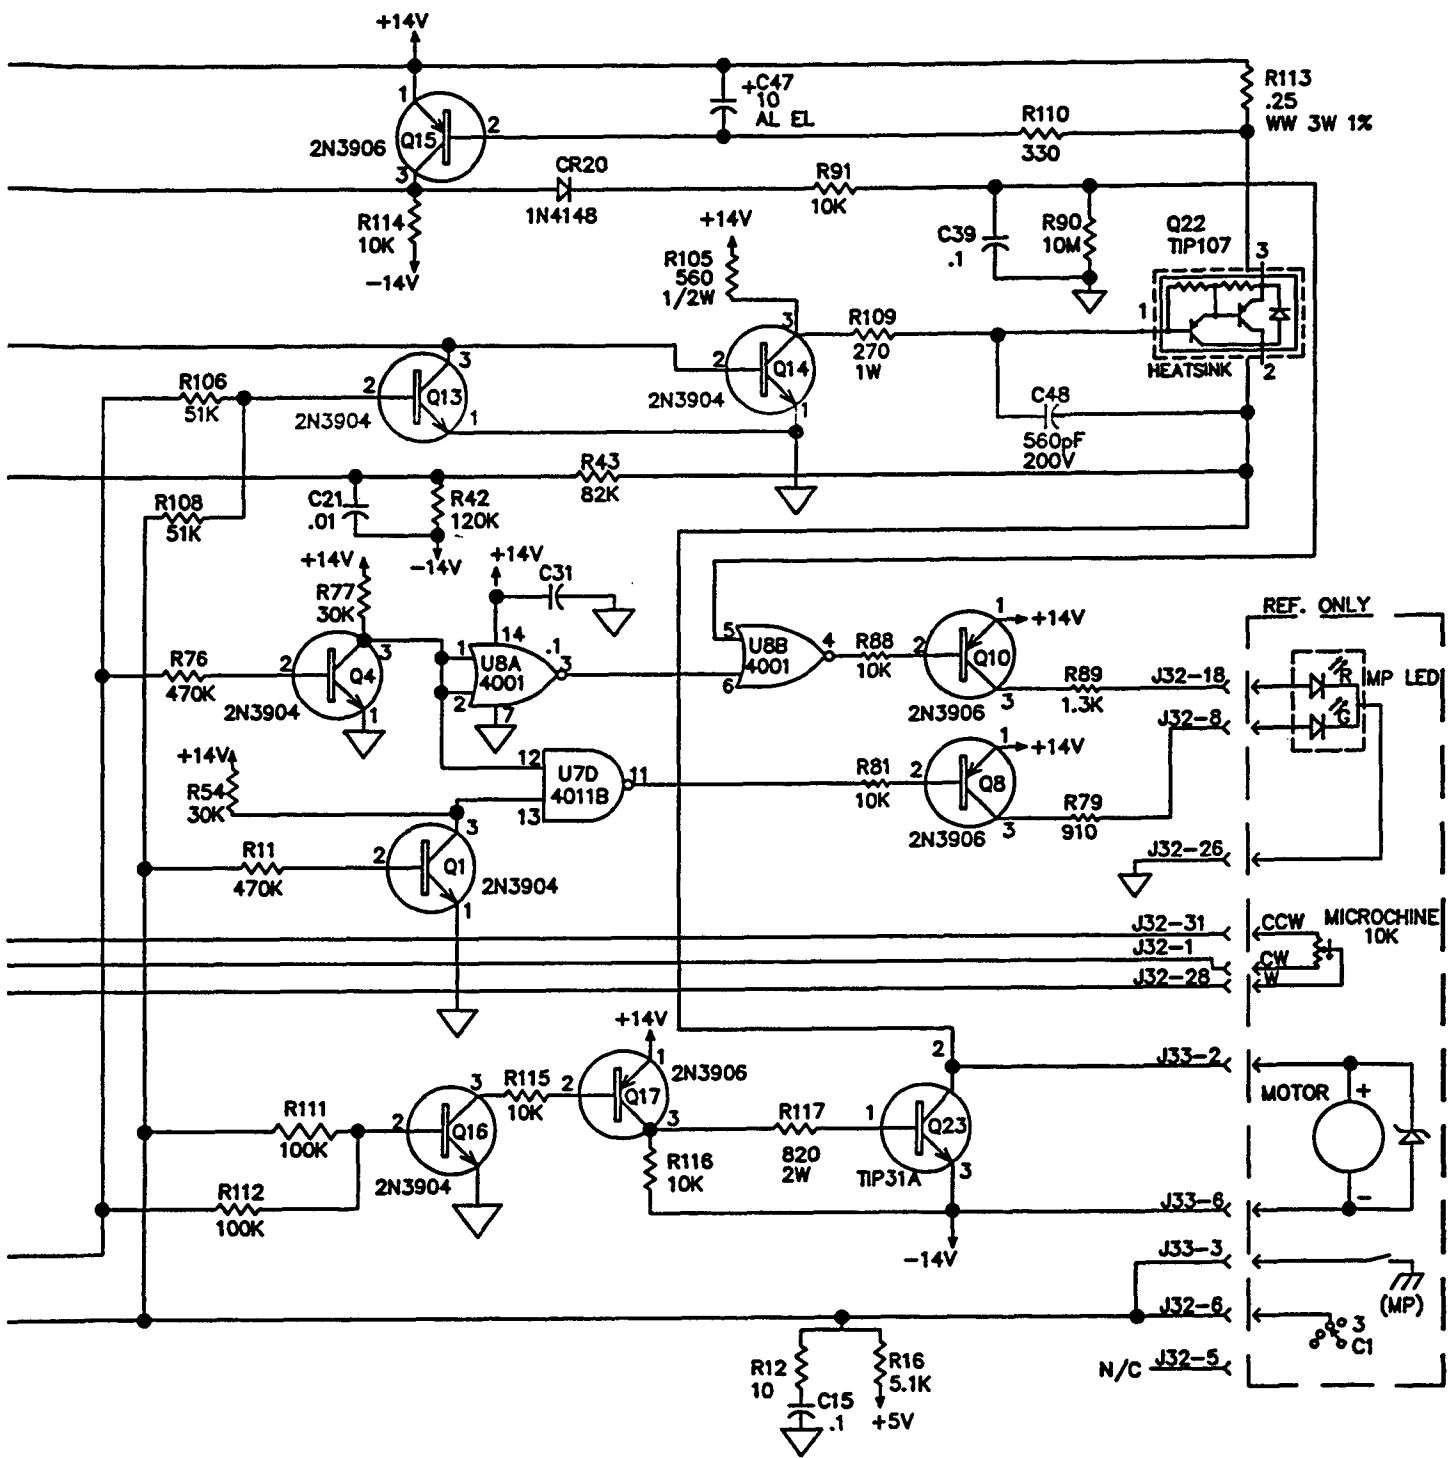 +14V
1
Q15
2
2N3906
3
+C47
10
AL EL
R110
330
R113
.25
WW 3W 1%
CR20
1N4148
R91
10K
R114
10K
-14V
+14V
R105
560
1/2W
C39
.1
R90
10M
Q22
TIP107
3
1
HEATSINK
2
R109
270
1W
3
2
Q14
2N3904
1
R106
51K
3
2
Q13
2N3904
1
C48
560pF
200V
R43
82K
C21
.01
R42
120K
-14V
R108
51K
+14V
R77
30K
+14V
C31
.1
14
1
U8A
4001
3
2
7
R76
470K
2
3
Q4
2N3904
1
5
U8B
4001
4
6
R88
10K
1
+14V
2
Q10
3
2N3906
R89
1.3K
J32-18
REF. ONLY
R
MP LED
G
J32-8
+14V
R54
30K
12
U7D
4011B
11
13
R81
10K
1
+14V
2
Q8
3
2N3906
R79
910
R11
470K
2
3
Q1
2N3904
1
J32-26
J32-31
CCW
MICROCHINE
10K
J32-1
CW
J32-28
W
+14V
1
2N3906
2
Q17
3
R115
10K
3
2
Q16
2N3904
R111
100K
R112
100K
R116
10K
R117
820
2W
2
1
Q23
TIP31A
3
-14V
J33-2
MOTOR
+
-
J33-6
J33-3
(MP)
J32-6
3
C1
N/C J32-5
R12
10
C15
.1
R16
5.1K
+5V